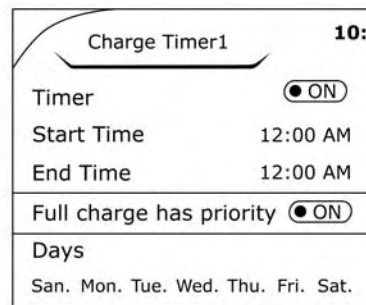 Charge Timer1 10:
Timer ON
Start Time 12:00 AM
End Time 12:00 AM
Full charge has priority ON
Days
San. Mon. Tue. Wed. Thu. Fri. Sat.